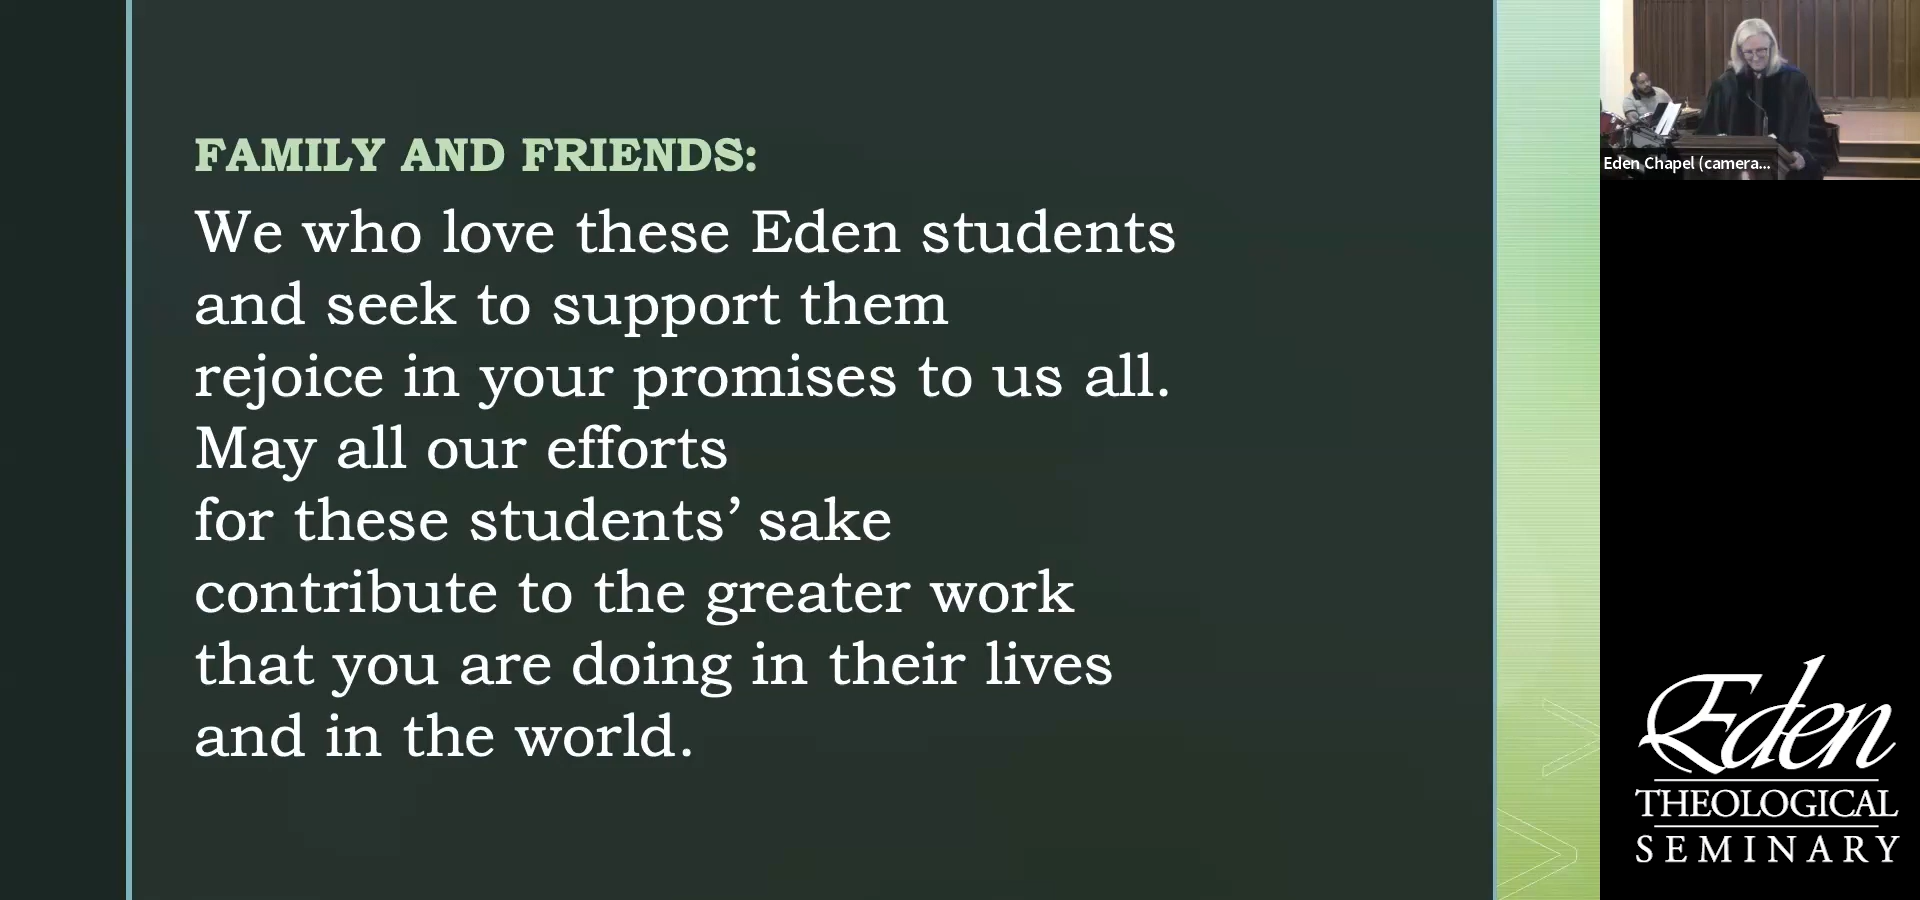 FAMILY AND FRIENDS:
We who love these Eden students
and seek to support them
rejoice in your promises to us all.
May all our efforts
for these students’ sake
contribute to the greater work
that you are doing in their lives
and in the world.
Eden Chapel (camera...
Eden
THEOLOGICAL
SEMINARY